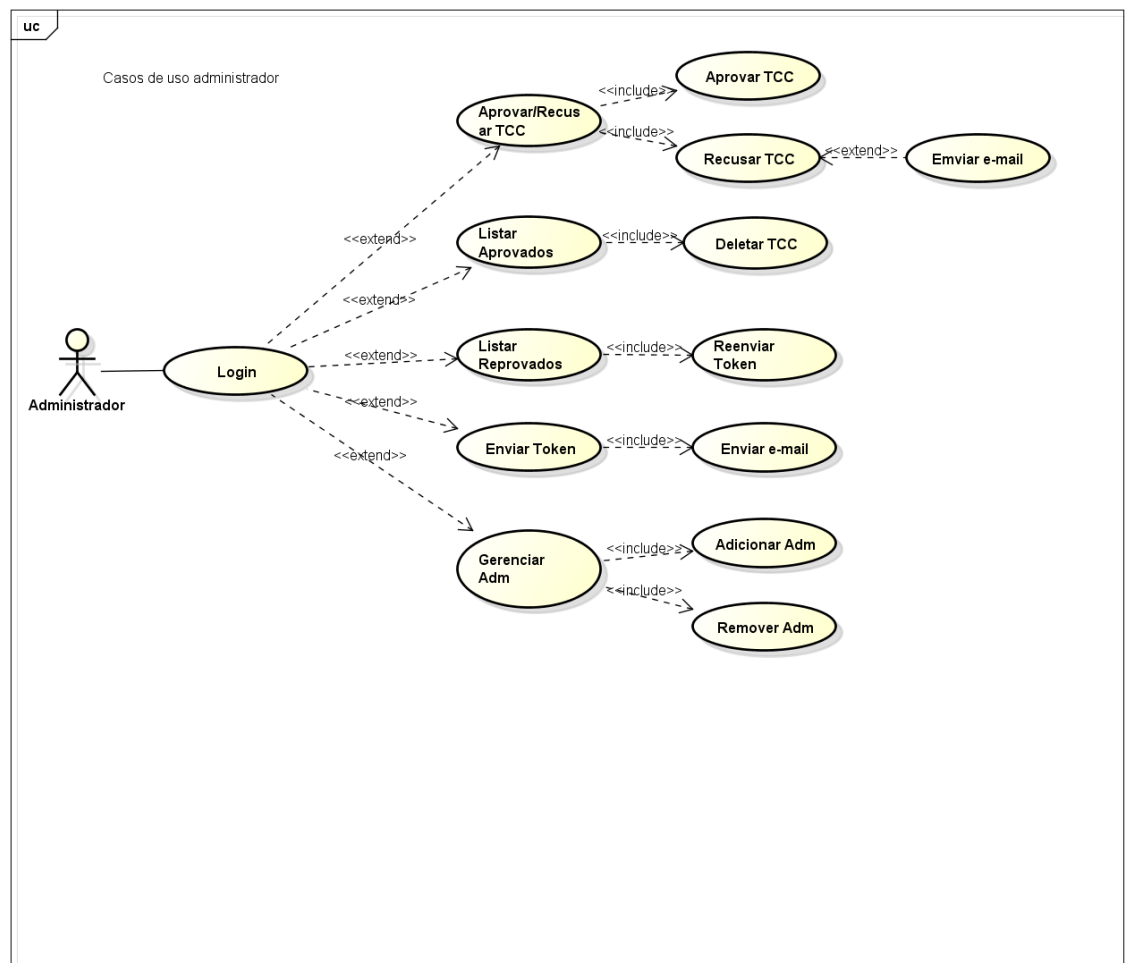 uc
Casos de uso administrador
Aprovar TCC
<<include>>
Aprovar/Recus
ar TCC
<<include>>
Recusar TCC
<<extend>>
Emviar e-mail
<<extend>>
Listar
Aprovados
<<include>>
Deletar TCC
<<extend>>
Listar
Reprovados
<<include>>
Reenviar
Token
<<extend>>
Login
Administrador
<<extend>>
Enviar Token
<<include>>
Enviar e-mail
<<extend>>
Gerenciar
Adm
<<include>>
Adicionar Adm
<<include>>
Remover Adm